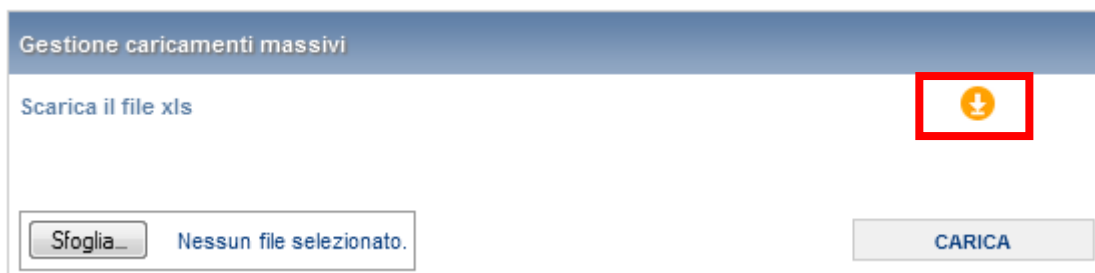 Gestione caricamenti massivi
Scarica il file xls
Sfoglia... Nessun file selezionato. CARICA